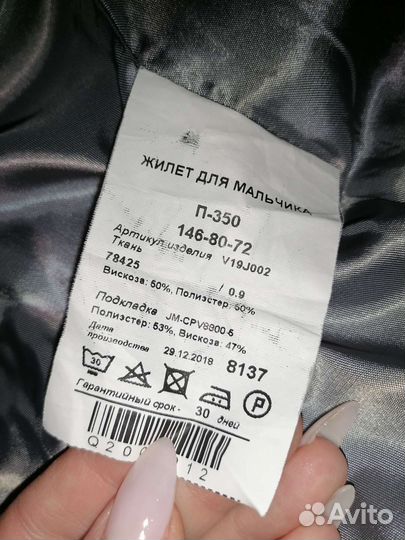 ЖИЛЕТ ДЛЯ МАЛЬЧИКА
П-350
146-80-72
Артикул изделия V19J002
Ткань
78425 / 0.9
Вискоза: 50%, Полиэстер: 50%
Подкладка JM-CPV8800-5
Полиэстер: 53%, Вискоза: 47%
Дата
производства 29.12.2018 8137
30 P
Гарантийный срок - 30 дней
Avito